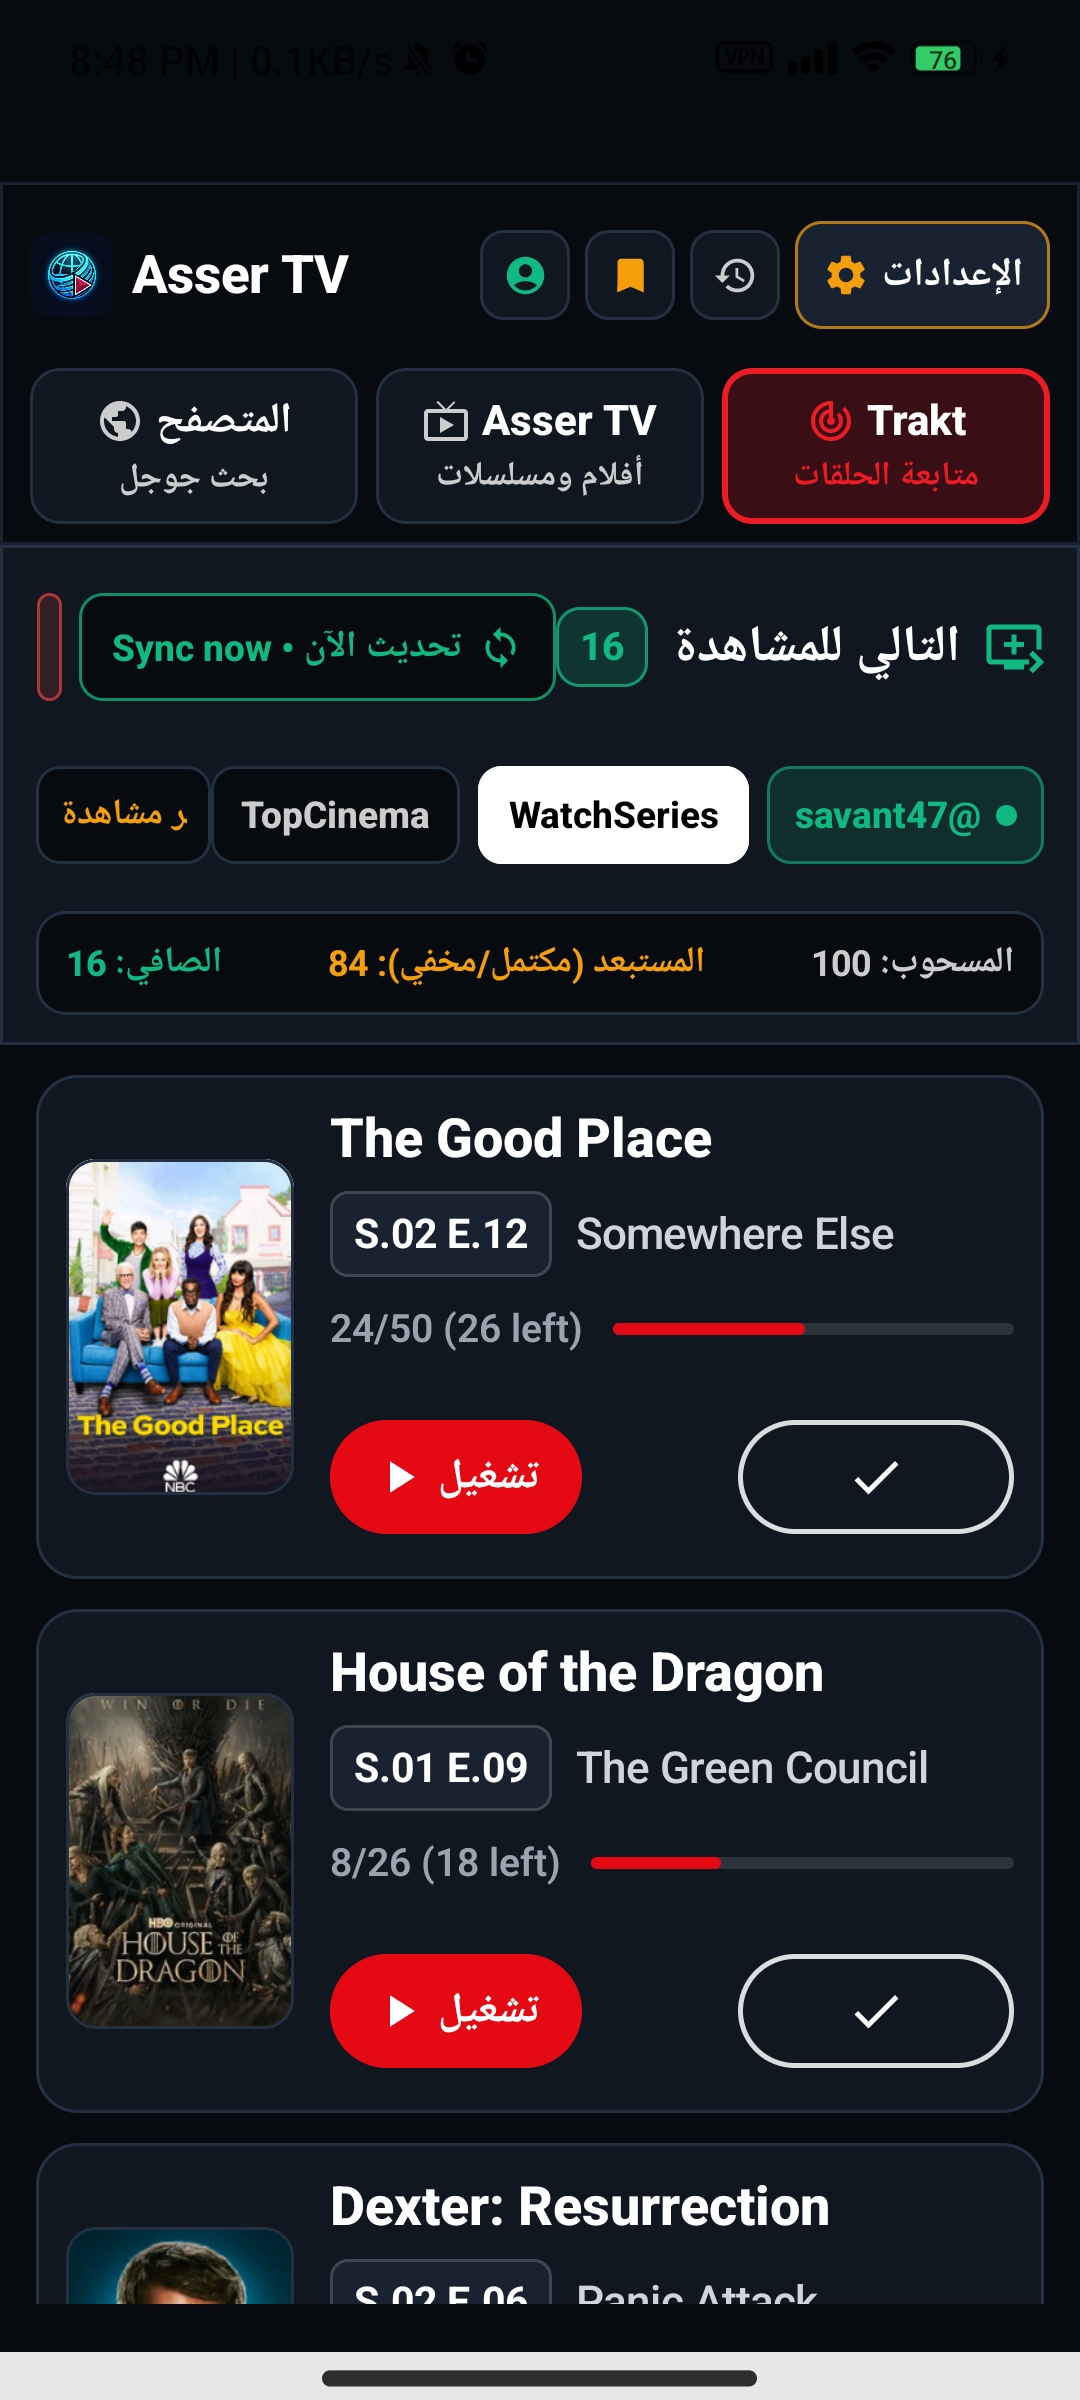 8:48 PM | 0.1KB/s VPN 76
Asser TV
الإعدادات
Trakt
متابعة الحلقات
Asser TV
أفلام ومسلسلات
المتصفح
بحث جوجل
التالي للمشاهدة 16
تحديث الآن • Sync now
@savant47
WatchSeries
TopCinema
ر مشاهدة
المسحوب: 100
المستبعد (مكتمل/مخفي): 84
الصافي: 16
The Good Place
S.02 E.12 Somewhere Else
24/50 (26 left)
تشغيل
The Good Place
NBC
House of the Dragon
S.01 E.09 The Green Council
8/26 (18 left)
تشغيل
WIN OR DIE
HBO ORIGINAL
HOUSE OF THE
DRAGON
Dexter: Resurrection
S.02 E.06 Panic Attack